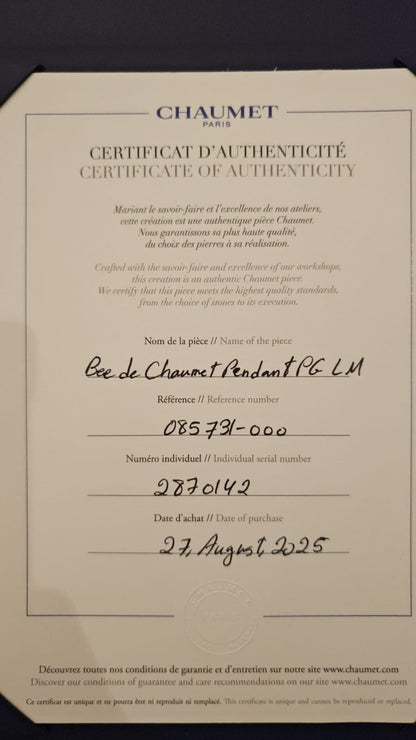 CHAUMET
PARIS
CERTIFICAT D'AUTHENTICITÉ
CERTIFICATE OF AUTHENTICITY
Mariant le savoir-faire et l'excellence de nos ateliers,
cette création est une authentique pièce Chaumet.
Nous garantissons sa plus haute qualité,
du choix des pierres à sa réalisation.
Crafted with the savoir-faire and excellence of our workshops,
this creation is an authentic Chaumet piece.
We certify that this piece meets the highest quality standards,
from the choice of stones to its execution.
Nom de la pièce // Name of the piece
Bee de Chaumet Pendant PG LM
Référence // Reference number
085731-000
Numéro individuel // Individual serial number
2870142
Date d'achat // Date of purchase
27, August, 2025
Découvrez toutes nos conditions de garantie et d'entretien sur notre site www.chaumet.com
Discover our conditions of guarantee and care recommendations on our site www.chaumet.com
Ce certificat est unique et ne pourra être ni reproduit ni remplacé. This certificate is unique and cannot be reproduced or replaced.